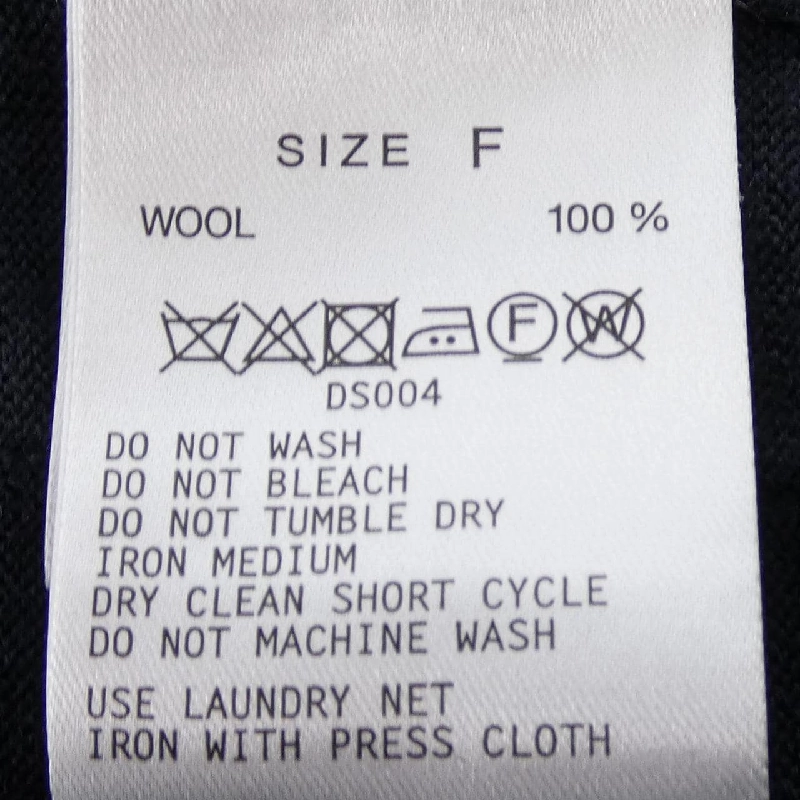 SIZE F
WOOL 100 %
F W
DS004
DO NOT WASH
DO NOT BLEACH
DO NOT TUMBLE DRY
IRON MEDIUM
DRY CLEAN SHORT CYCLE
DO NOT MACHINE WASH
USE LAUNDRY NET
IRON WITH PRESS CLOTH